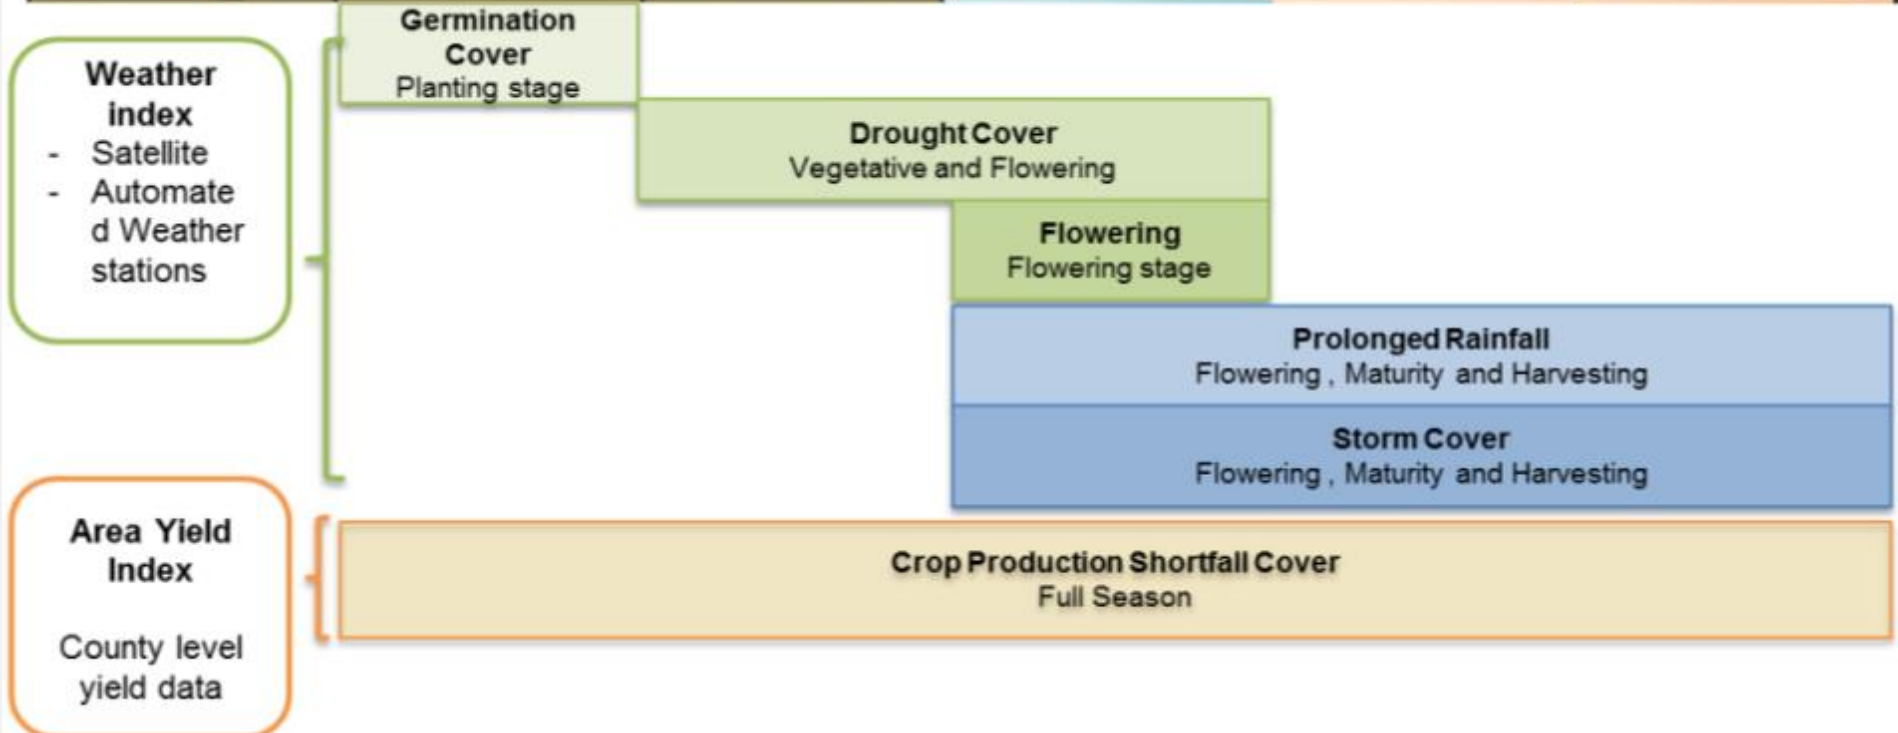 Weather
index
- Satellite
- Automate
d Weather
stations
Germination
Cover
Planting stage
Drought Cover
Vegetative and Flowering
Flowering
Flowering stage
Prolonged Rainfall
Flowering , Maturity and Harvesting
Storm Cover
Flowering , Maturity and Harvesting
Area Yield
Index
County level
yield data
Crop Production Shortfall Cover
Full Season